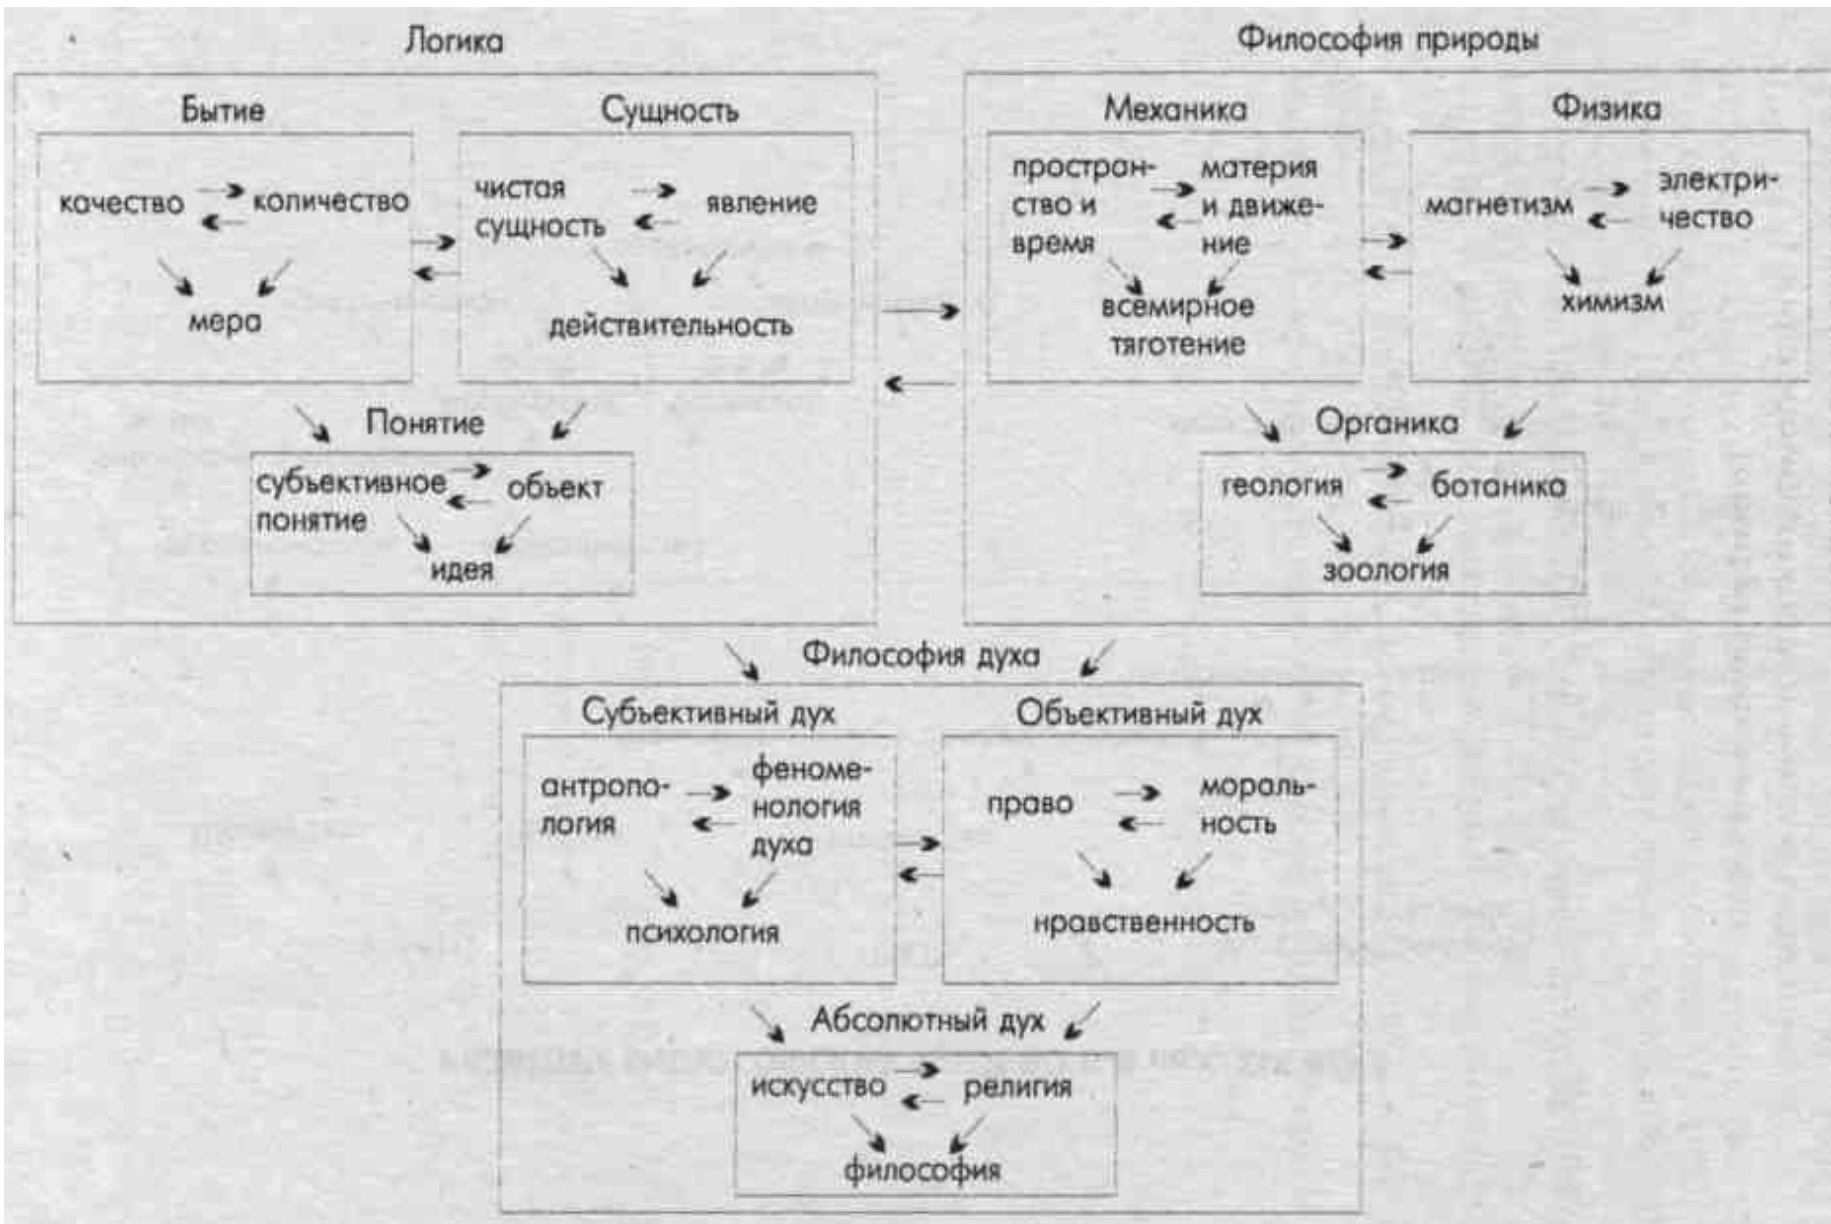 Логика
Бытие
качество
количество
мера
Сущность
чистая
сущность
явление
действительность
Понятие
субъективное
понятие
объект
идея
Философия природы
Механика
простран-
ство и
время
материя
и движе-
ние
всемирное
тяготение
Физика
магнетизм
электри-
чество
химизм
Органика
геология
ботаника
зоология
Философия духа
Субъективный дух
антропо-
логия
феноме-
нология
духа
психология
Объективный дух
право
мораль-
ность
нравственность
Абсолютный дух
искусство
религия
философия